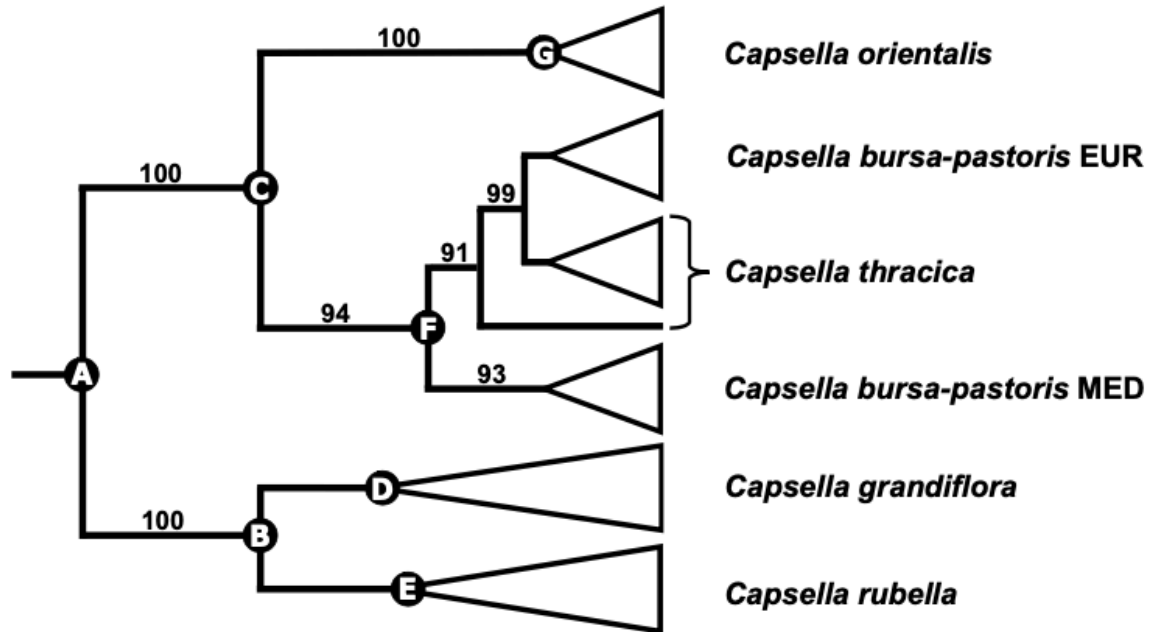 100
G
Capsella orientalis
Capsella bursa-pastoris EUR
100
C
99
91
Capsella thracica
94
F
A
93
Capsella bursa-pastoris MED
D
Capsella grandiflora
100
B
E
Capsella rubella